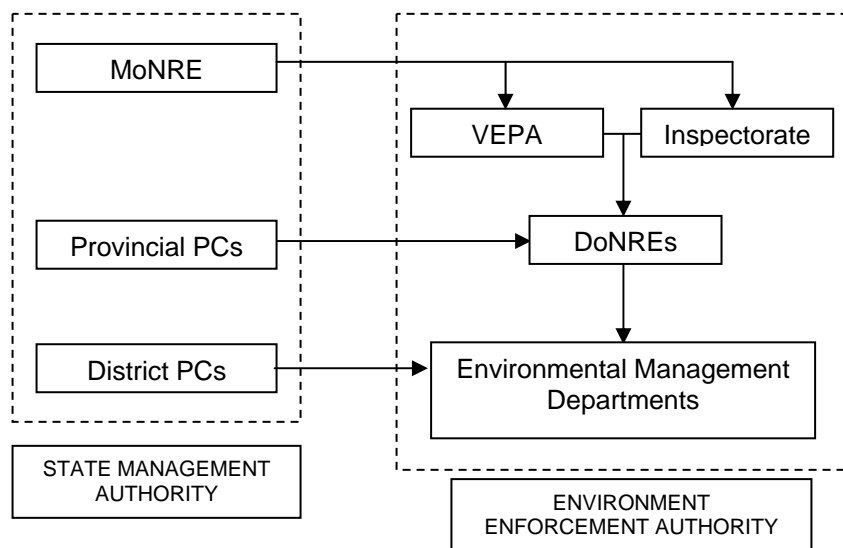 MoNRE
VEPA
Inspectorate
Provincial PCs
DoNREs
District PCs
Environmental Management
Departments
STATE MANAGEMENT
AUTHORITY
ENVIRONMENT
ENFORCEMENT AUTHORITY